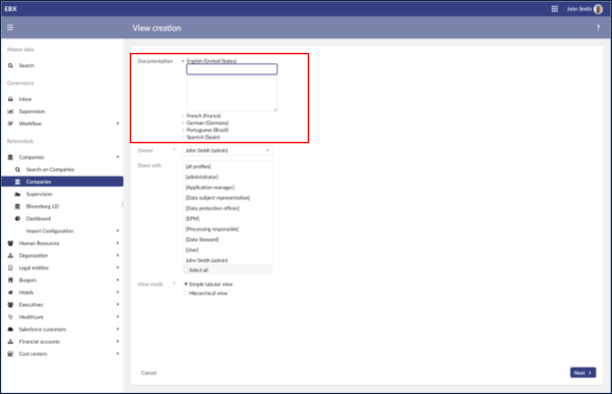 EBX
John Smith
View creation
?
Master data
Search
Governance
Inbox
Supervision
Workflow
Referentials
Companies
Search on Companies
Companies
Supervision
Bloomberg LEI
Dashboard
Import Configuration
Human Resources
Organization
Legal entities
Burgers
Hotels
Executives
Healthcare
Salesforce customers
Financial accounts
Cost centers
Documentation
English (United States)
French (France)
German (Germany)
Portuguese (Brazil)
Spanish (Spain)
Owner * John Smith (admin)
Share with
[all profiles]
[administrator]
[Application manager]
[Data subject representative]
[Data protection officer]
[EPM]
[Processing responsible]
[Data Steward]
[User]
John Smith (admin)
Select all
View mode * Simple tabular view
Hierarchical view
Cancel
Next